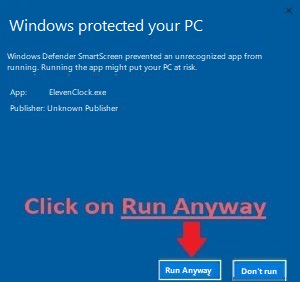 Windows protected your PC
Windows Defender SmartScreen prevented an unrecognized app from
running. Running the app might put your PC at risk.
App: ElevenClock.exe
Publisher: Unknown Publisher
Click on Run Anyway
Run Anyway Don't run